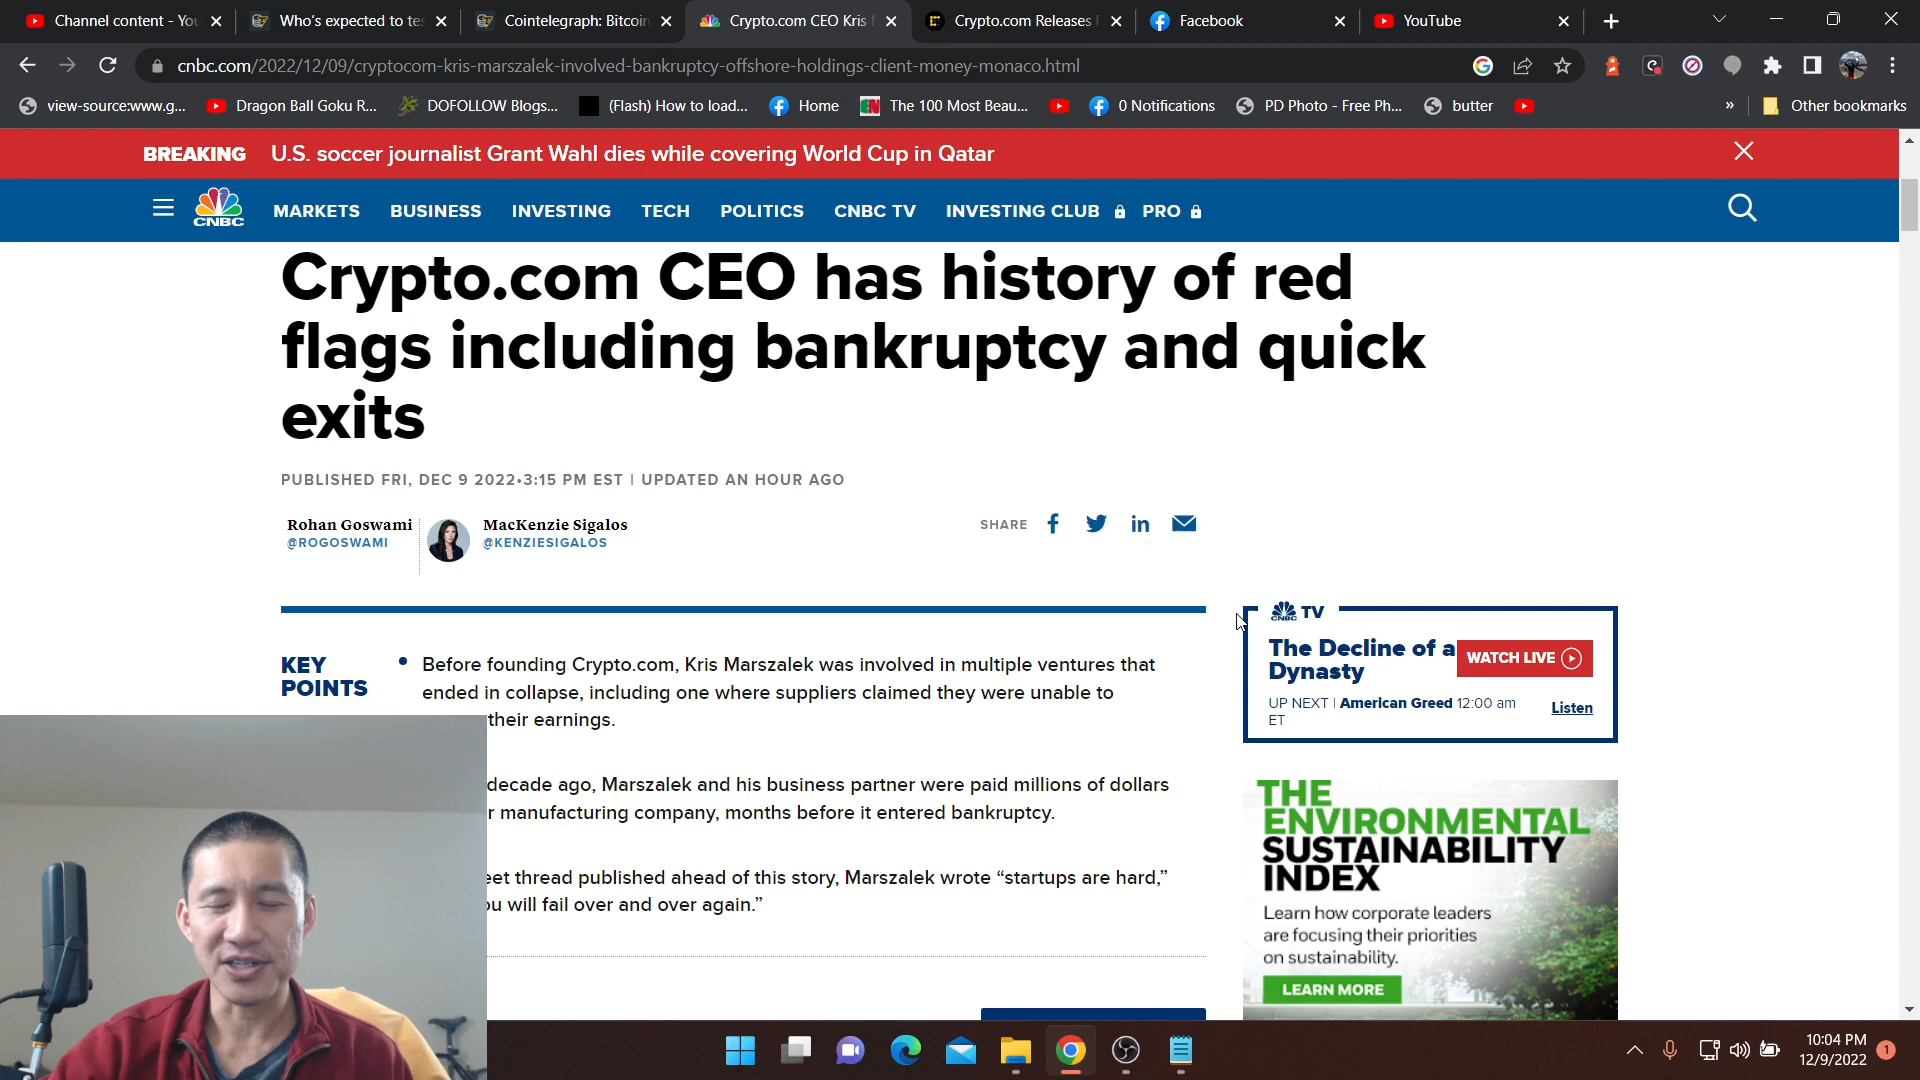 Channel content - You
Who's expected to tes
Cointelegraph: Bitcoin
Crypto.com CEO Kris
Crypto.com Releases
Facebook
YouTube
cnbc.com/2022/12/09/cryptocom-kris-marszalek-involved-bankruptcy-offshore-holdings-client-money-monaco.html
view-source:www.g...
Dragon Ball Goku R...
DOFOLLOW Blogs...
(Flash) How to load...
Home
The 100 Most Beau...
0 Notifications
PD Photo - Free Ph...
butter
»
Other bookmarks
BREAKING U.S. soccer journalist Grant Wahl dies while covering World Cup in Qatar
CNBC
MARKETS BUSINESS INVESTING TECH POLITICS CNBC TV INVESTING CLUB PRO
Crypto.com CEO has history of red
flags including bankruptcy and quick
exits
PUBLISHED FRI, DEC 9 2022•3:15 PM EST | UPDATED AN HOUR AGO
Rohan Goswami
@ROGOSWAMI
MacKenzie Sigalos
@KENZIESIGALOS
SHARE
KEY
POINTS
• Before founding Crypto.com, Kris Marszalek was involved in multiple ventures that
ended in collapse, including one where suppliers claimed they were unable to
their earnings.
decade ago, Marszalek and his business partner were paid millions of dollars
r manufacturing company, months before it entered bankruptcy.
eet thread published ahead of this story, Marszalek wrote “startups are hard,”
ou will fail over and over again.”
CNBC TV
The Decline of a
Dynasty
WATCH LIVE
UP NEXT | American Greed 12:00 am
ET
Listen
THE
ENVIRONMENTAL
SUSTAINABILITY
INDEX
Learn how corporate leaders
are focusing their priorities
on sustainability.
LEARN MORE
10:04 PM
12/9/2022
1